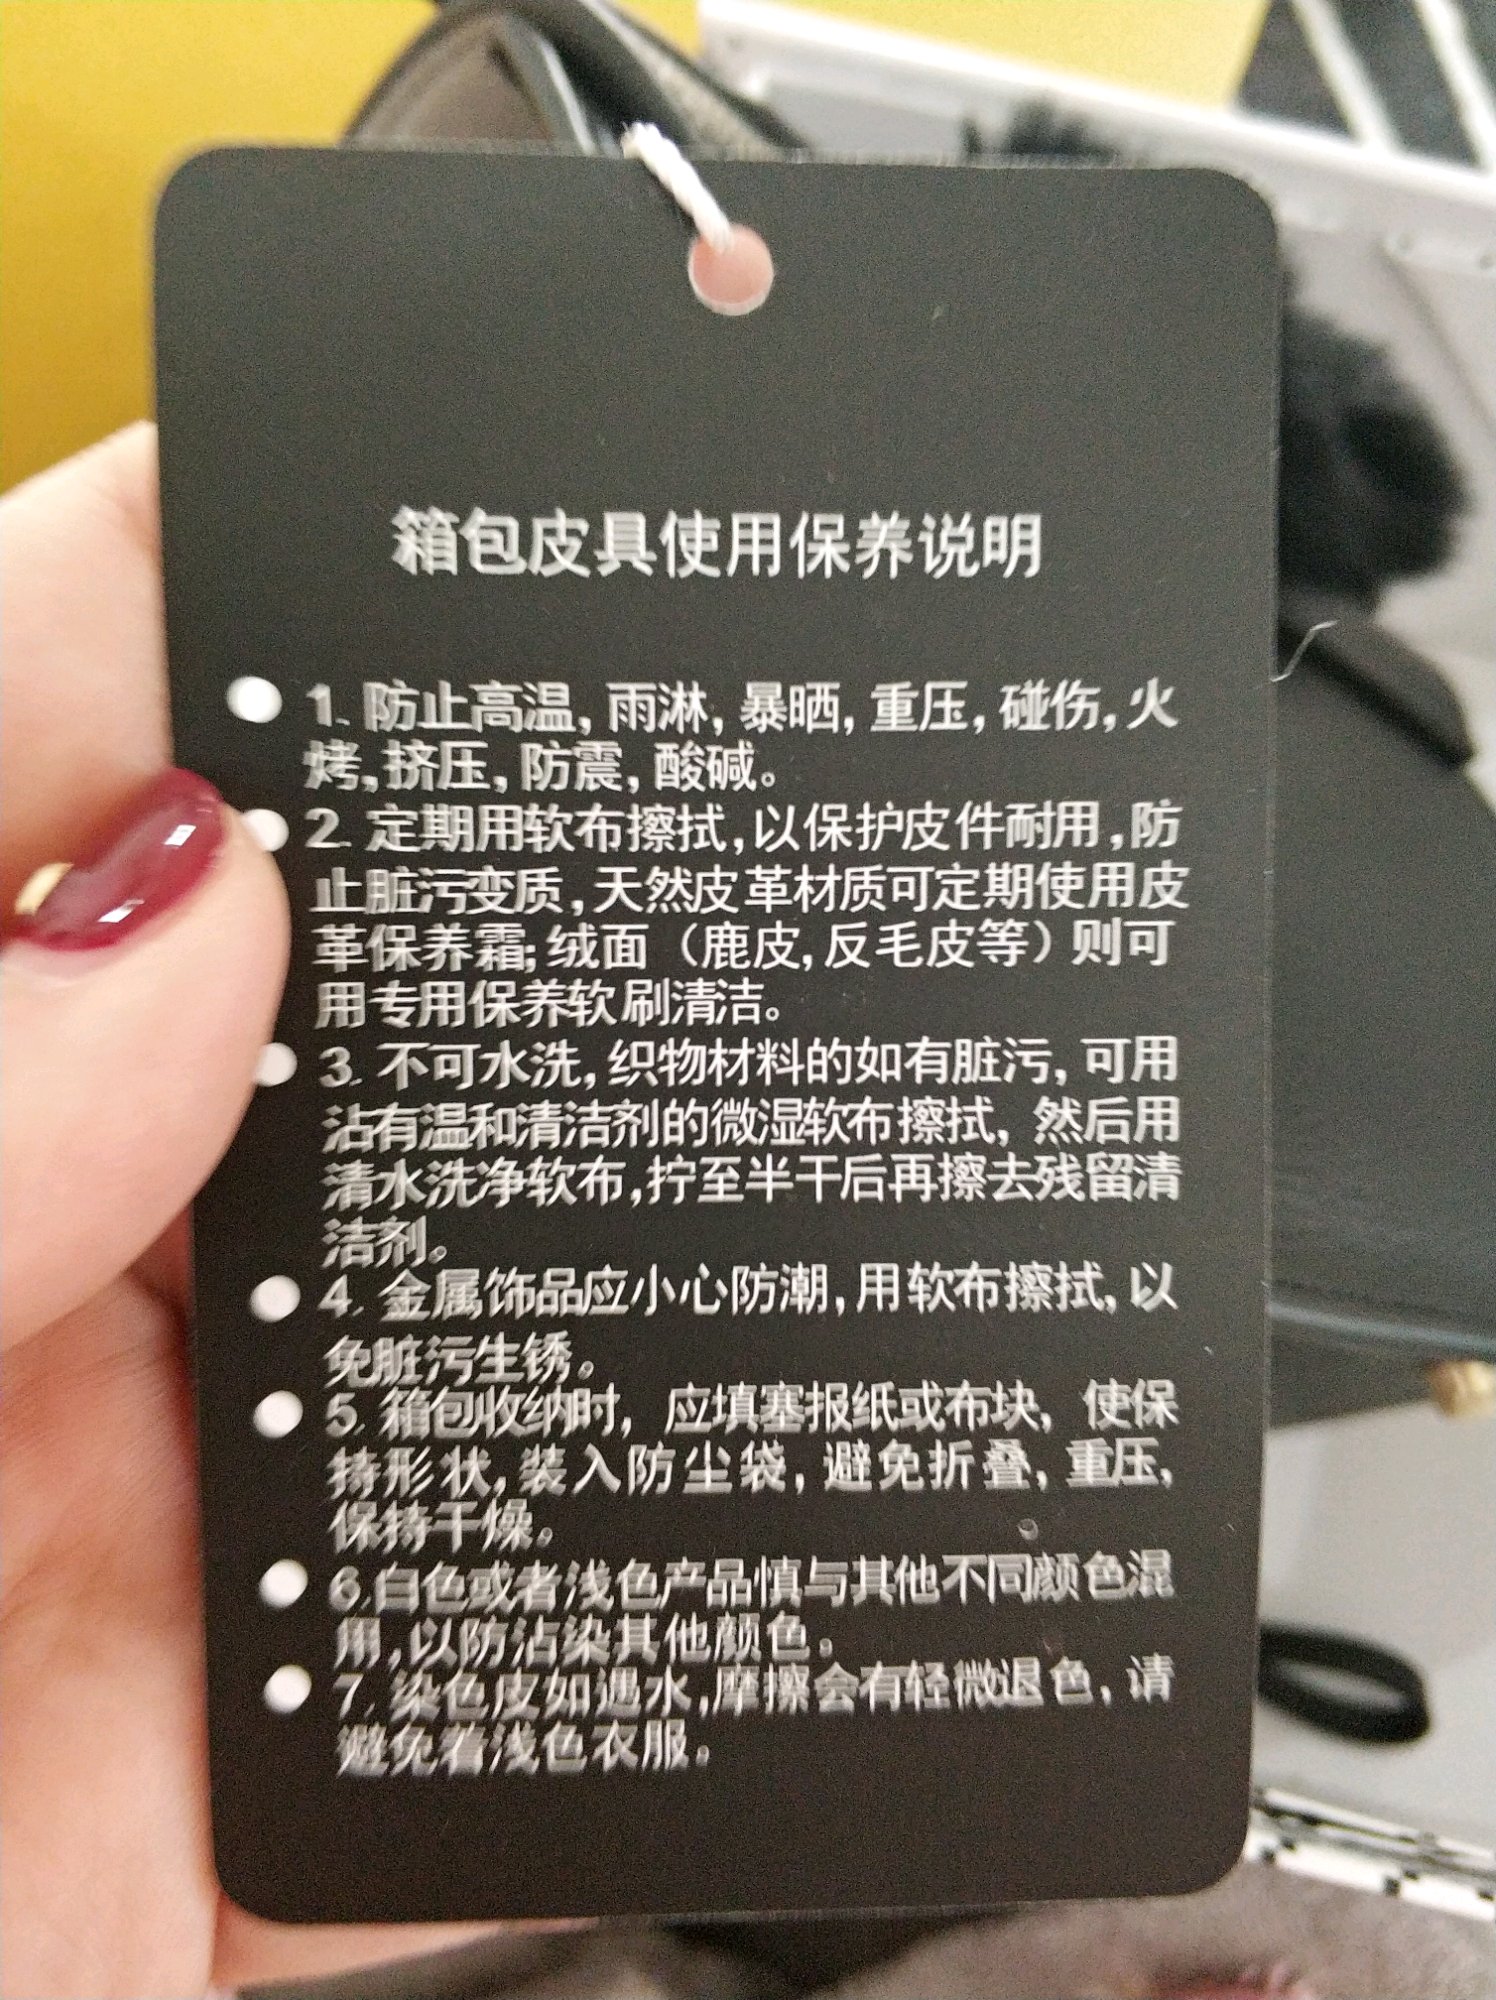 箱包皮具使用保养说明
1. 防止高温,雨淋,暴晒,重压,碰伤,火
烤,挤压,防震,酸碱。
2. 定期用软布擦拭,以保护皮件耐用,防
止脏污变质,天然皮革材质可定期使用皮
革保养霜;绒面（鹿皮,反毛皮等）则可
用专用保养软刷清洁。
3. 不可水洗,织物材料的如有脏污,可用
沾有温和清洁剂的微湿软布擦拭,然后用
清水洗净软布,拧至半干后再擦去残留清
洁剂。
4. 金属饰品应小心防潮,用软布擦拭,以
免脏污生锈。
5. 箱包收纳时,应填塞报纸或布块,使保
持形状,装入防尘袋,避免折叠,重压,
保持干燥。
6.白色或者浅色产品慎与其他不同颜色混
用,以防沾染其他颜色。
7. 染色皮如遇水,摩擦会有轻微退色,请
避免着浅色衣服。